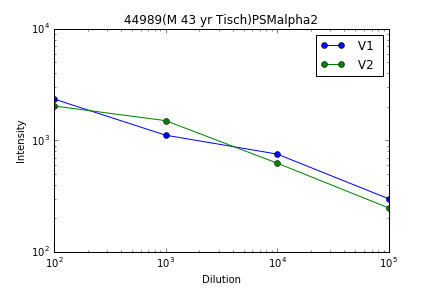 44989(M 43 yr Tisch)PSMalpha2
10^4
10^3
10^2
Intensity
V1
V2
10^2 10^3 10^4 10^5
Dilution